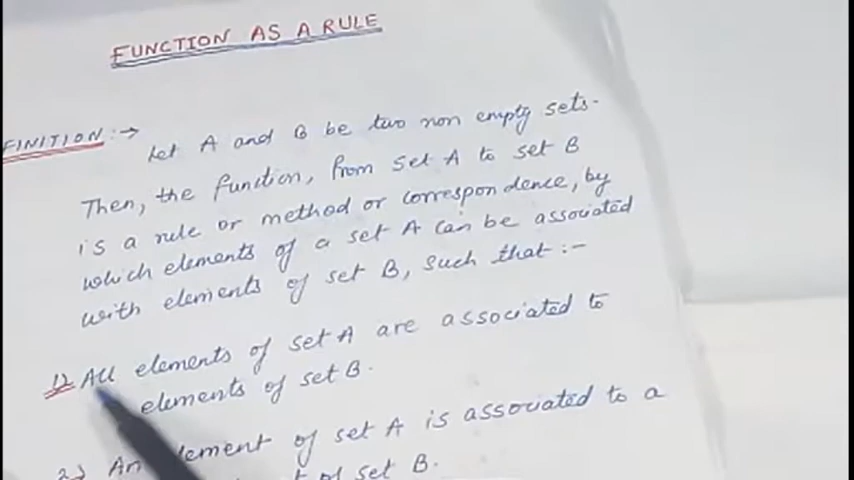 FUNCTION AS A RULE
FINITION :→
Let A and B be two non empty sets.
Then, the function, from set A to set B
is a rule or method or correspondence, by
which elements of a set A can be associated
with elements of set B, such that :-
1) All elements of set A are associated to
elements of set B.
2) An element of set A is associated to a
of set B.